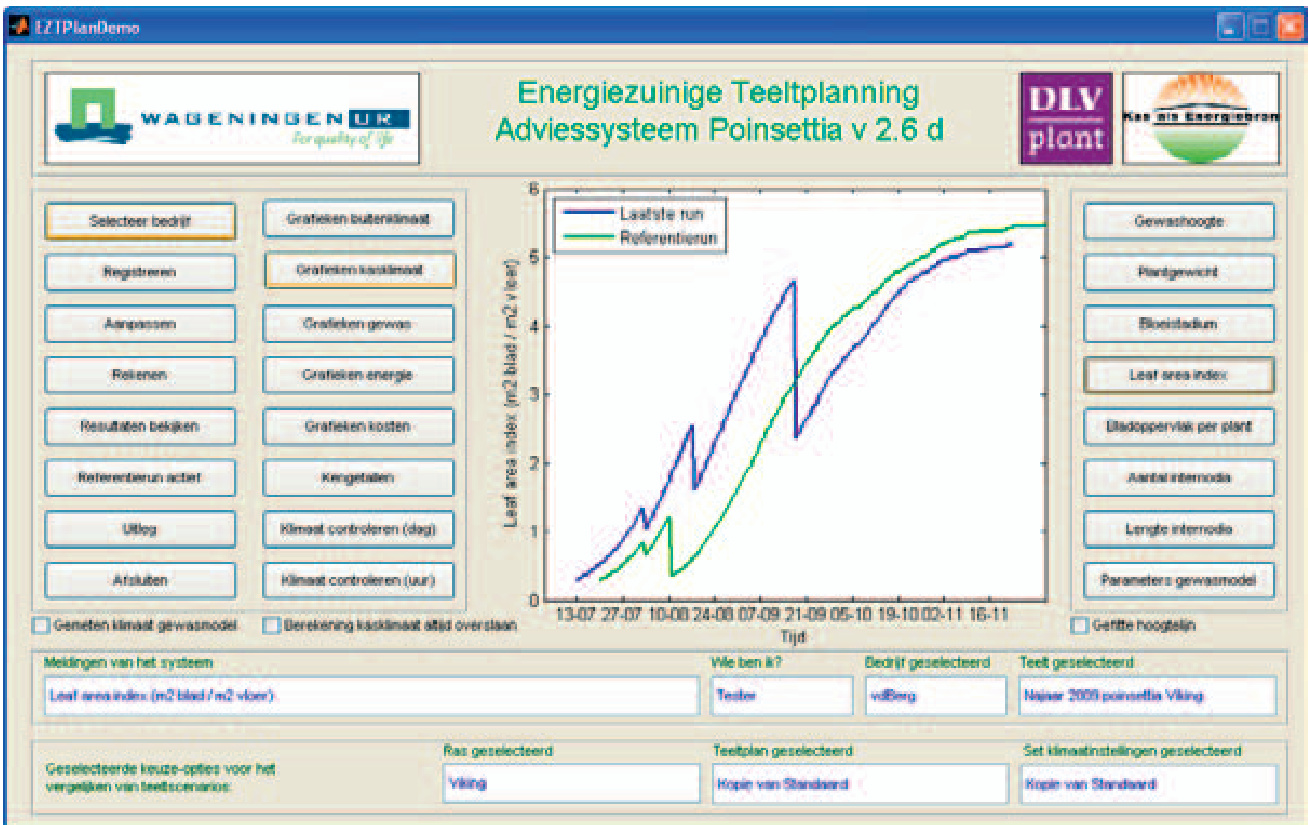 EZTPlanDemo
WAGENINGEN UR
For quality of life
Energiezuinige Teeltplanning
Adviessysteem Poinsettia v 2.6 d
DLV
plant
Kas als Energiebron
Selecteer bedrijf
Registreren
Aanpassen
Rekenen
Resultaten bekijken
Referentierun actief
Uitleg
Afsluiten
Grafieken buitenklimaat
Grafieken kasklimaat
Grafieken gewas
Grafieken energie
Grafieken kosten
Kengetallen
Klimaat controleren (dag)
Klimaat controleren (uur)
Laatste run
Referentierun
Leaf area index (m2 blad / m2 vloer)
6
5
4
3
2
1
0
13-07 27-07 10-08 24-08 07-09 21-09 05-10 19-10 02-11 16-11
Tijd
Gewashoogte
Plantgewicht
Bloeistadium
Leaf area index
Bladoppervlak per plant
Aantal internodia
Lengte internodia
Parameters gewasmodel
Gemeten klimaat gewasmodel
Berekening kasklimaat altijd overslaan
Gefitte hoogtelijn
Meldingen van het systeem
Leaf area index (m2 blad / m2 vloer)
Wie ben ik?
Tester
Bedrijf geselecteerd
vdBerg
Teelt geselecteerd
Najaar 2009 poinsettia Viking
Geselecteerde keuze-opties voor het
vergelijken van teeltscenarios:
Ras geselecteerd
Viking
Teeltplan geselecteerd
Kopie van Standaard
Set klimaatinstellingen geselecteerd
Kopie van Standaard